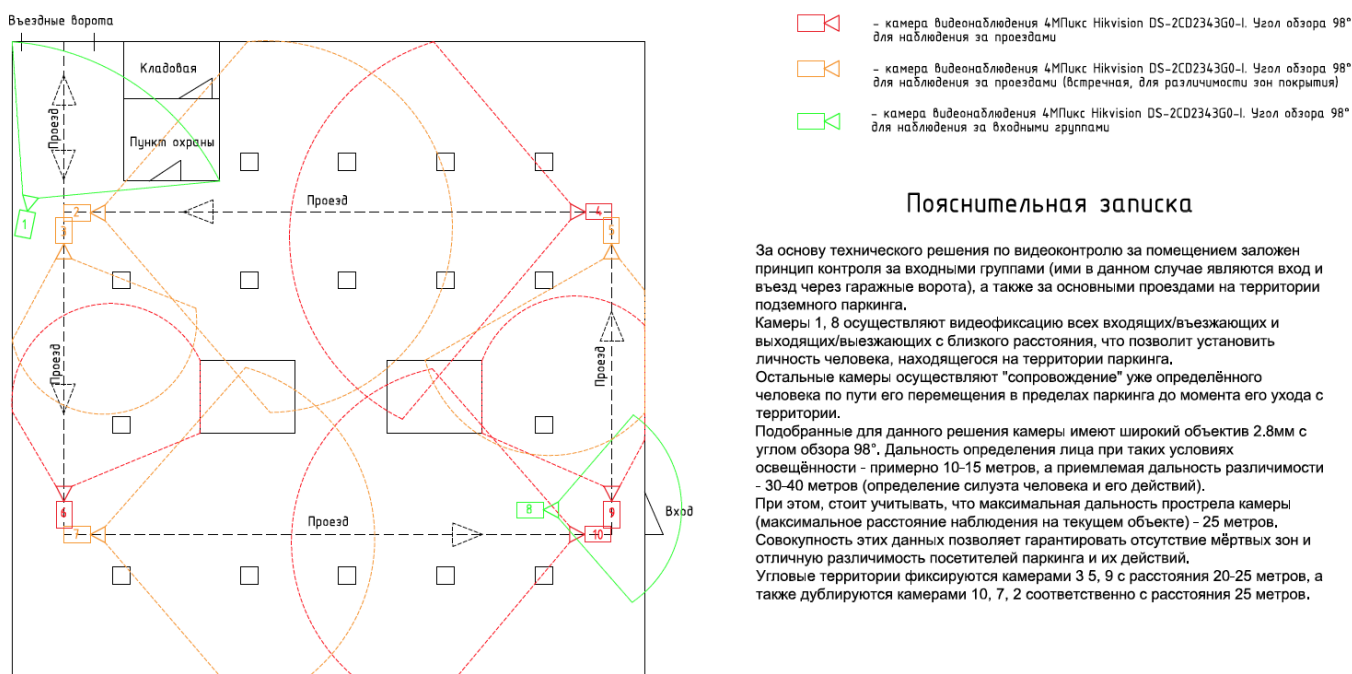 Въездные ворота
Кладовая
Пункт охраны
Проезд
Проезд
1
2
3
4
5
Проезд
Проезд
6
7
Проезд
8
9
10
Вход
- камера видеонаблюдения 4МПикс Hikvision DS-2CD2343G0-I. Угол обзора 98°
для наблюдения за проездами
- камера видеонаблюдения 4МПикс Hikvision DS-2CD2343G0-I. Угол обзора 98°
для наблюдения за проездами (встречная, для различимости зон покрытия)
- камера видеонаблюдения 4МПикс Hikvision DS-2CD2343G0-I. Угол обзора 98°
для наблюдения за входными группами
Пояснительная записка
За основу технического решения по видеоконтролю за помещением заложен
принцип контроля за входными группами (ими в данном случае являются вход и
въезд через гаражные ворота), а также за основными проездами на территории
подземного паркинга.
Камеры 1, 8 осуществляют видеофиксацию всех входящих/въезжающих и
выходящих/выезжающих с близкого расстояния, что позволит установить
личность человека, находящегося на территории паркинга.
Остальные камеры осуществляют "сопровождение" уже определённого
человека по пути его перемещения в пределах паркинга до момента его ухода с
территории.
Подобранные для данного решения камеры имеют широкий объектив 2.8мм с
углом обзора 98°. Дальность определения лица при таких условиях
освещённости - примерно 10-15 метров, а приемлемая дальность различимости
- 30-40 метров (определение силуэта человека и его действий).
При этом, стоит учитывать, что максимальная дальность прострела камеры
(максимальное расстояние наблюдения на текущем объекте) - 25 метров.
Совокупность этих данных позволяет гарантировать отсутствие мёртвых зон и
отличную различимость посетителей паркинга и их действий.
Угловые территории фиксируются камерами 3 5, 9 с расстояния 20-25 метров, а
также дублируются камерами 10, 7, 2 соответственно с расстояния 25 метров.